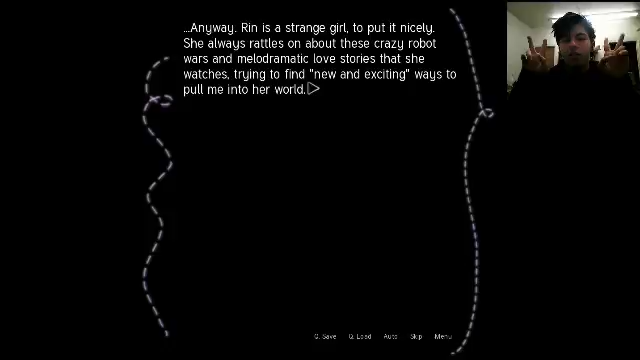 ...Anyway. Rin is a strange girl, to put it nicely.
She always rattles on about these crazy robot
wars and melodramatic love stories that she
watches, trying to find "new and exciting" ways to
pull me into her world.
Q. Save Q. Load Auto Skip Menu